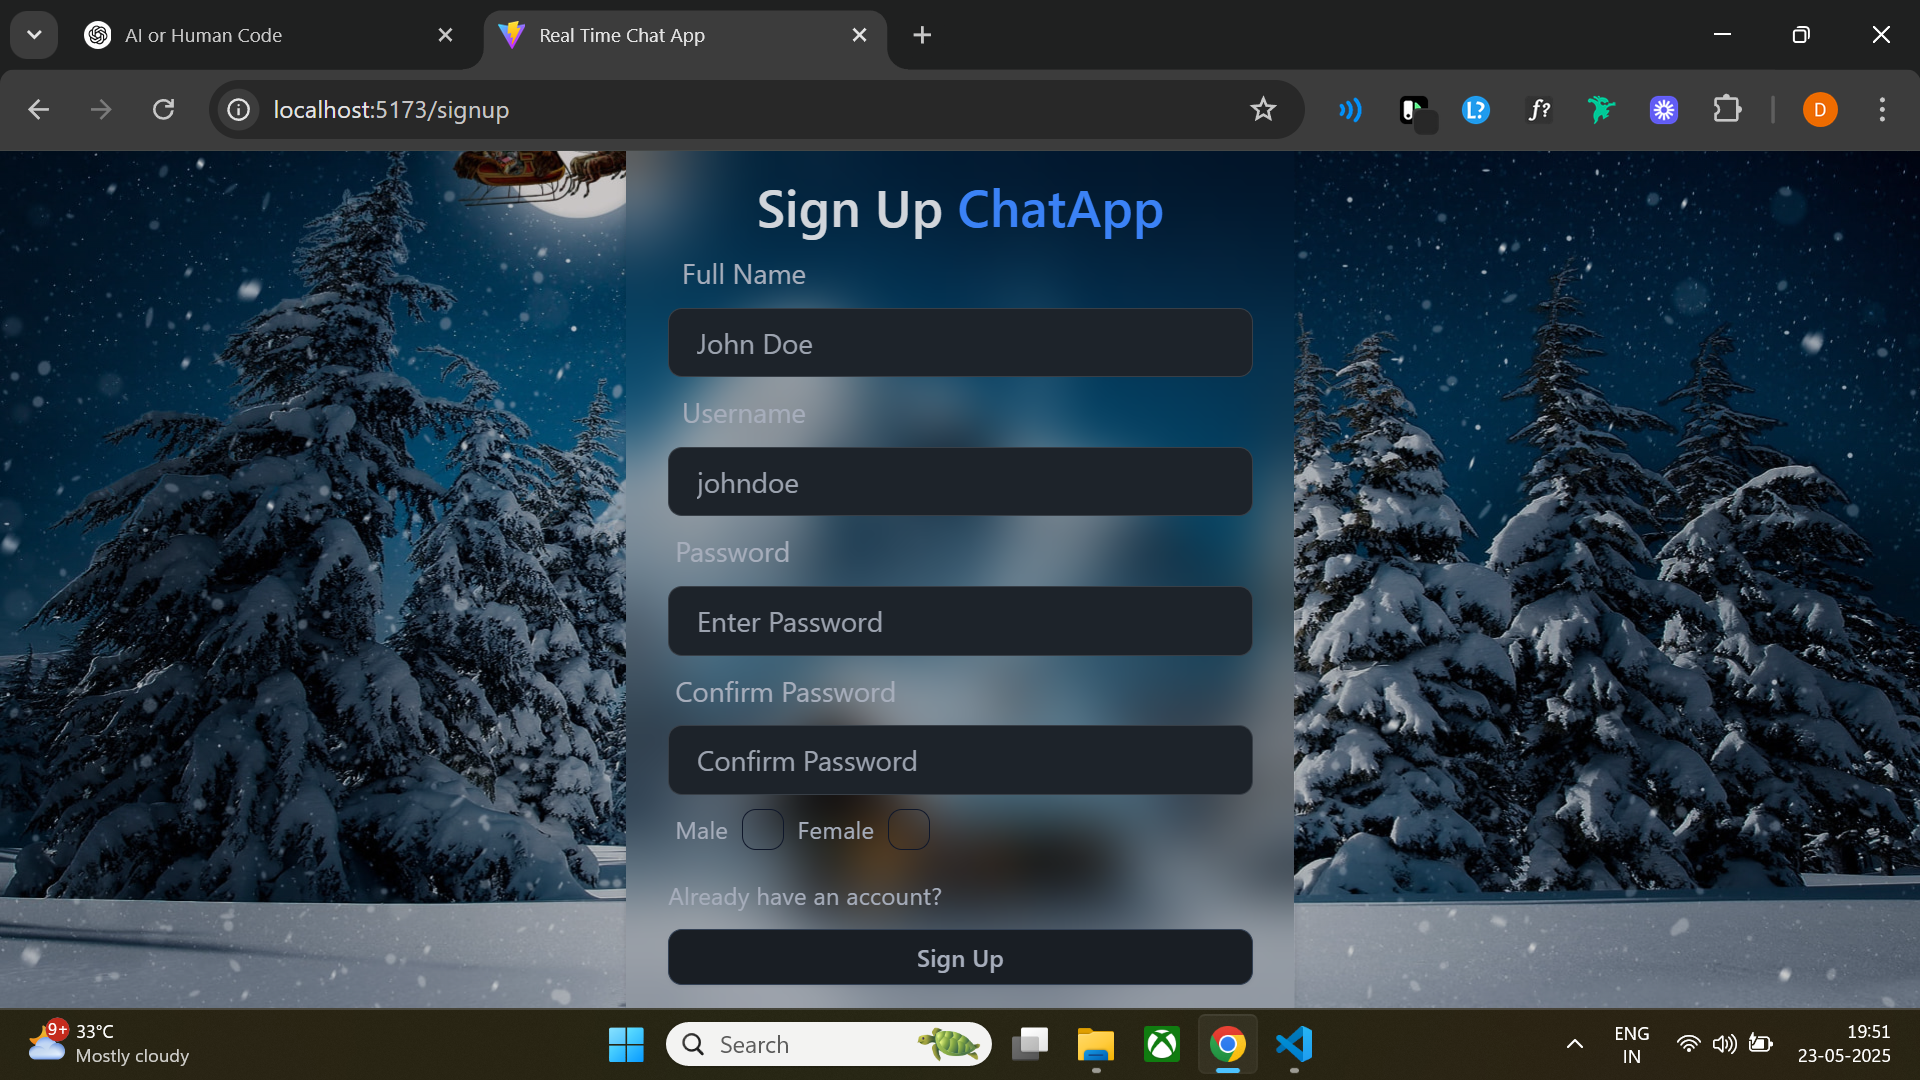 AI or Human Code
Real Time Chat App
localhost:5173/signup
L?
f?
D
Sign Up ChatApp
Full Name
John Doe
Username
johndoe
Password
Enter Password
Confirm Password
Confirm Password
Male
Female
Already have an account?
Sign Up
9+
33°C
Mostly cloudy
Search
ENG
IN
19:51
23-05-2025